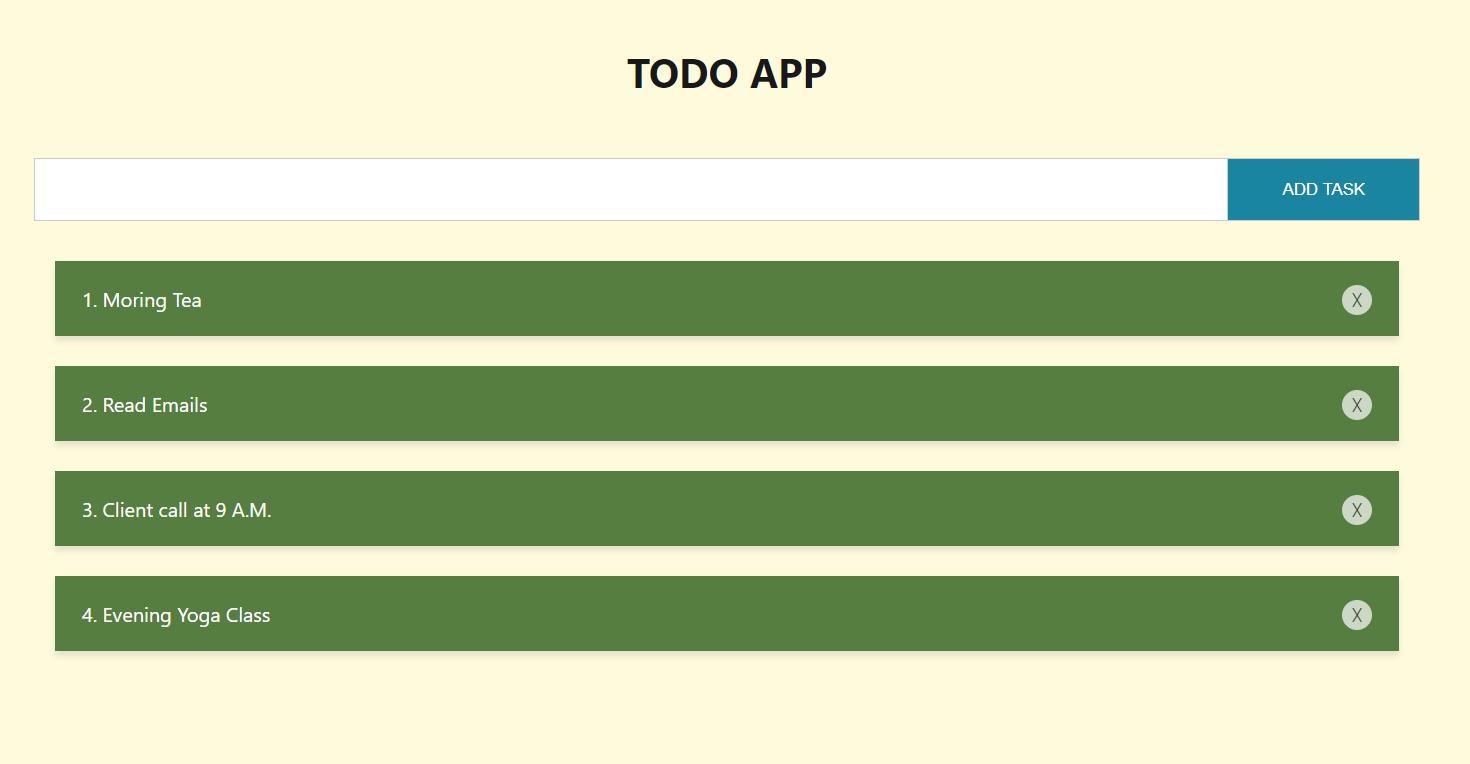 TODO APP
ADD TASK
1. Moring Tea
X
2. Read Emails
X
3. Client call at 9 A.M.
X
4. Evening Yoga Class
X